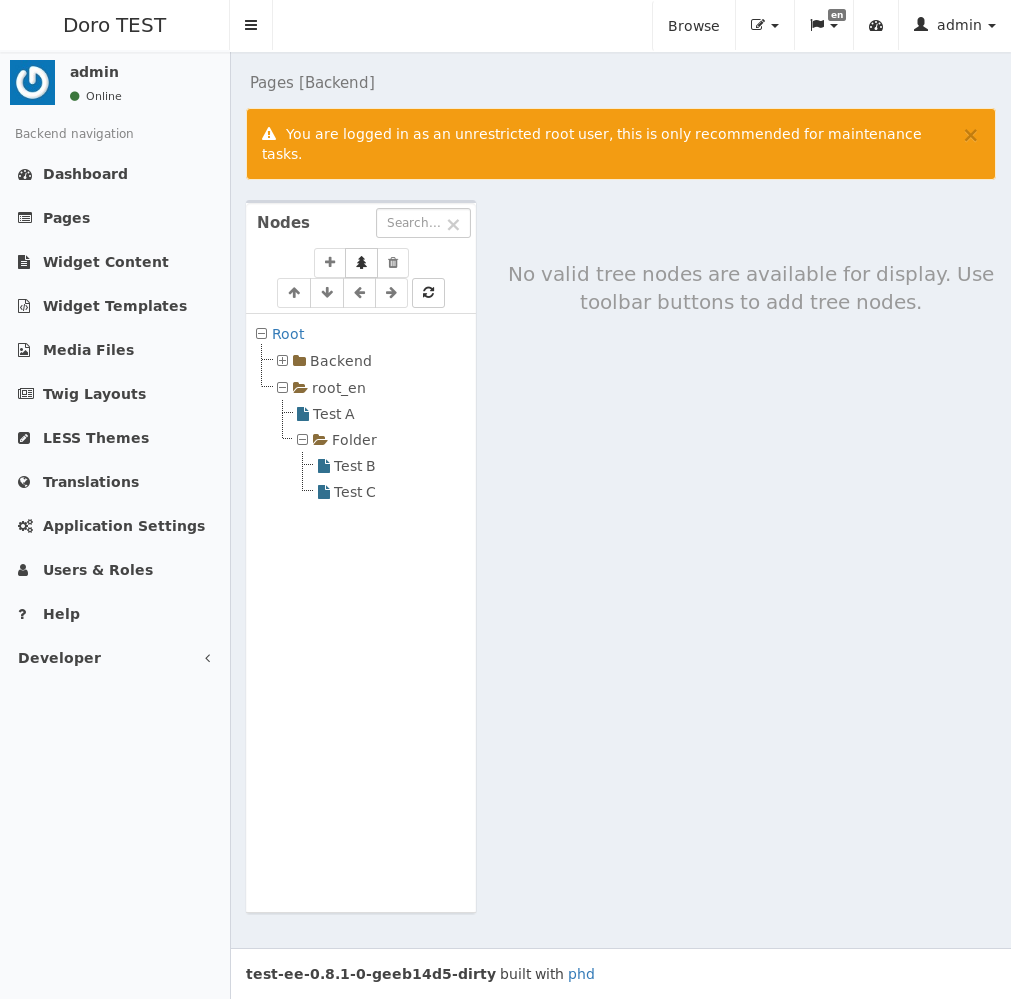 Doro TEST
Browse
en
admin
admin
Online
Backend navigation
Dashboard
Pages
Widget Content
Widget Templates
Media Files
Twig Layouts
LESS Themes
Translations
Application Settings
Users & Roles
Help
Developer
Pages [Backend]
You are logged in as an unrestricted root user, this is only recommended for maintenance
tasks.
Nodes
Search...
Root
Backend
root_en
Test A
Folder
Test B
Test C
No valid tree nodes are available for display. Use
toolbar buttons to add tree nodes.
test-ee-0.8.1-0-geeb14d5-dirty built with phd